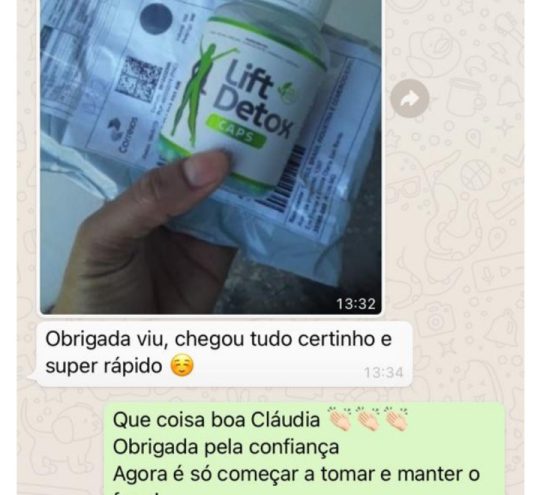 Lift
Detox
CAPS
Correios
13:32
Obrigada viu, chegou tudo certinho e
super rápido ☺️
13:34
Que coisa boa Cláudia 👏🏻👏🏻👏🏻
Obrigada pela confiança
Agora é só começar a tomar e manter o